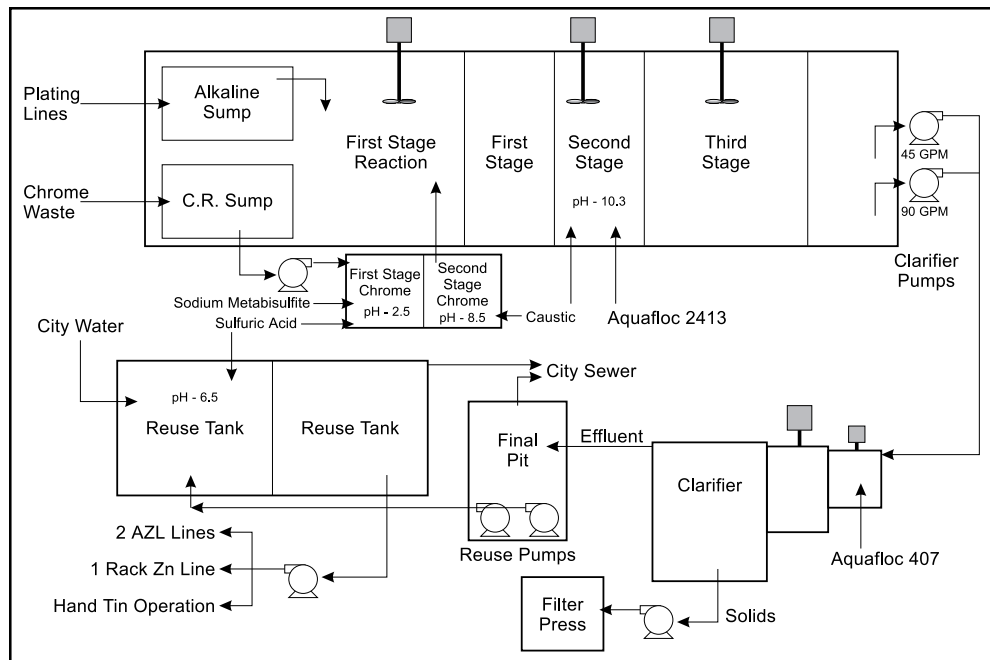 Plating
Lines
Alkaline
Sump
First Stage
Reaction
First
Stage
Second
Stage
pH - 10.3
Third
Stage
45 GPM
90 GPM
Clarifier
Pumps
Chrome
Waste
C.R. Sump
First Stage
Chrome
pH - 2.5
Second
Stage
Chrome
pH - 8.5
Sodium Metabisulfite
Sulfuric Acid
Caustic
Aquafloc 2413
City Water
City Sewer
pH - 6.5
Reuse Tank
Reuse Tank
Final
Pit
Effluent
Clarifier
Reuse Pumps
Aquafloc 407
2 AZL Lines
1 Rack Zn Line
Hand Tin Operation
Filter
Press
Solids